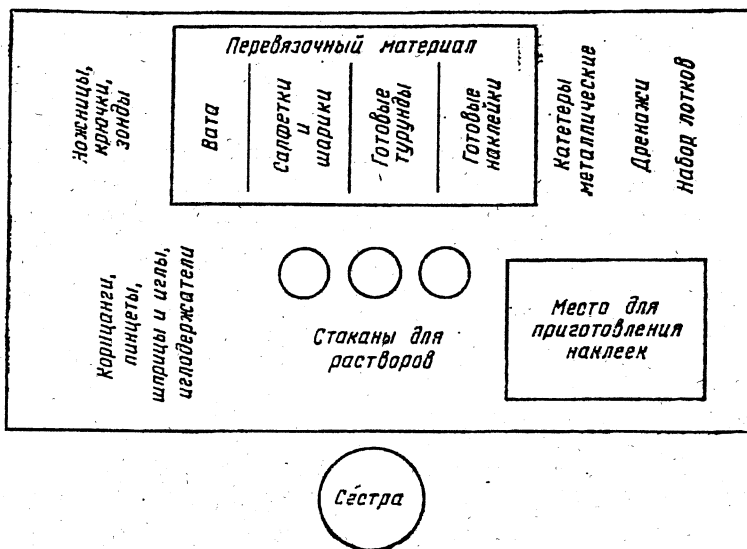 Перевязочный материал
Ножницы,
крючки,
зонды
Вата
Салфетки
и
шарики
Готовые
турунды
Готовые
наклейки
Катетеры
металлические
Дренажи
Набор лотков
Корнцанги,
пинцеты,
шприцы и иглы,
иглодержатели
Стаканы для
растворов
Место для
приготовления
наклеек
Сестра